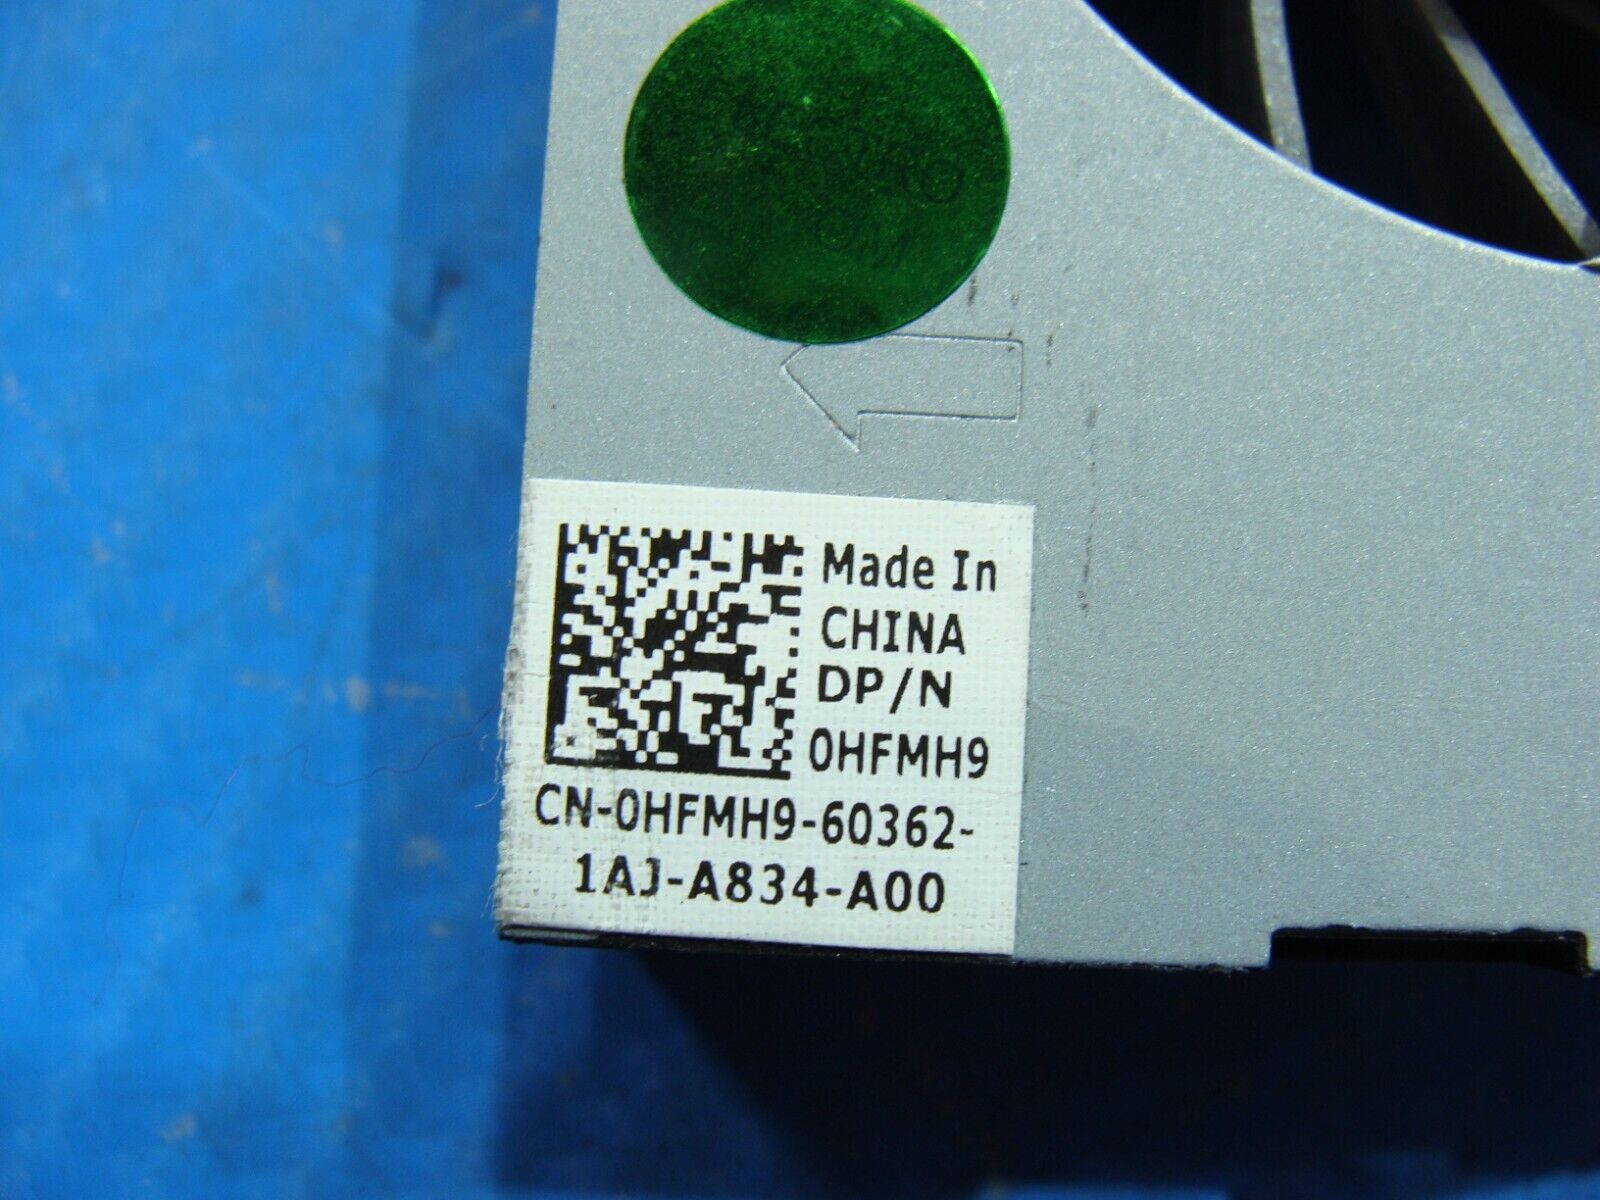 Made In
CHINA
DP/N
0HFMH9
CN-0HFMH9-60362-
1AJ-A834-A00